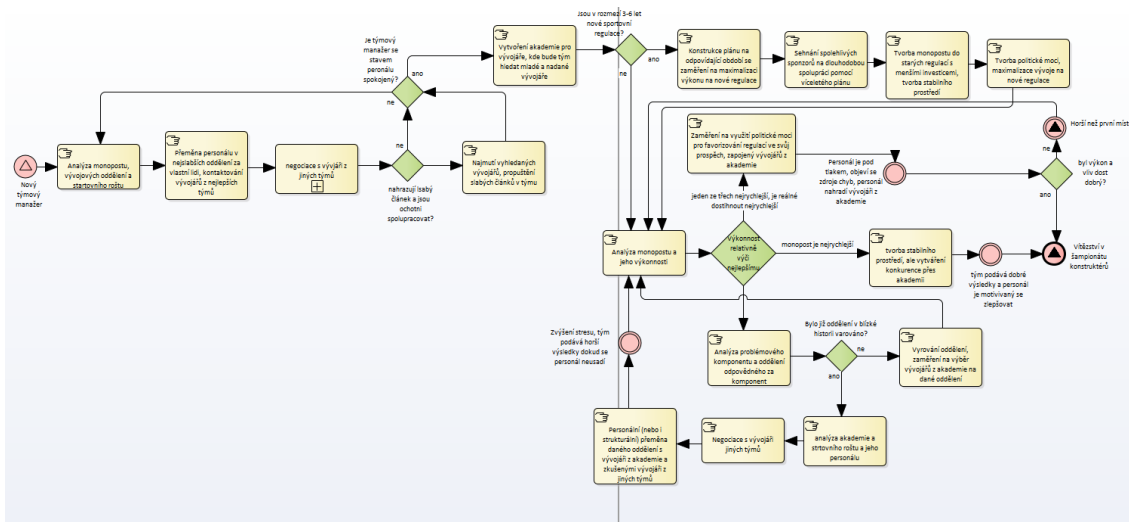 Nový
týmový
manažer
Analýza monopostu,
vývojových oddělení a
startovního roštu
Přeměna personálu v
nejslabších oddělení za
vlastní lidi, kontaktování
vývojářů z nejlepších
týmů
negociace s vývjáři z
jiných týmů
nahrazují lsabý
článek a jsou
ochotni
spolupracovat?
ne
ano
Najmutí vyhledaných
vývojářů, propuštění
slabých článků v týmu
Je týmový
manažer se
stavem
peronálu
spokojený?
ano
ne
Vytvoření akademie pro
vývojáře, kde bude tým
hledat mladé a nadané
vývojáře
Jsou v rozmezí 3-6 let
nové sportovní
regulace?
ano
ne
Konstrukce plánu na
odpovídající období se
zaměření na maximalizaci
výkonu na nové regulace
Sehnání spolehlivých
sponzorů na dlouhodobou
spolupráci pomocí
víceletého plánu
Tvorba monopostu do
starých regulací s
menšími investicemi,
tvorba stabilního
prostředí
Tvorba politické moci,
maximalizace vývoje na
nové regulace
Zaměření na využití politické moci
pro favorizování regulací ve svůj
prospěch, zapojený vývojářů z
akademie
Personál je pod
tlakem, objeví se
zdroje chyb, personál
nahradí vývojáři z
akademie
Horší než první míst
ne
byl výkon a
vliv dost
dobrý?
ano
jeden ze třech nejrychlejší, je reálné
dostihnout nejrychlejší
Analýza monopostu a
jeho výkonnosti
Výkonnost
relativně
výčí
nejlepšímu
monopost je nejrychlejší
tvorba stabilního
prostředí, ale vytváření
konkurence přes
akademii
tým podává dobré
výsledky a personál
je motivivaný se
zlepšovat
Vítězství v
šampionátu
konstruktérů
Zvýšení stresu, tým
podává horší
výsledky dokud se
personál neusadí
Analýza problémového
komponentu a oddělení
odpovědného za
komponent
Bylo již oddělení v blízké
historii varováno?
ne
ano
Vyrování oddělení,
zaměření na výběr
vývojářů z akademie na
dané oddělení
Personální (nebo i
strukturální) přeměna
daného oddělení s
vývojáři z akademie a
zkušenými vývojáři z
jiných týmů
Negociace s vývojáři
jiných týmů
analýza akademie a
strtovního roštu a jeho
personálu